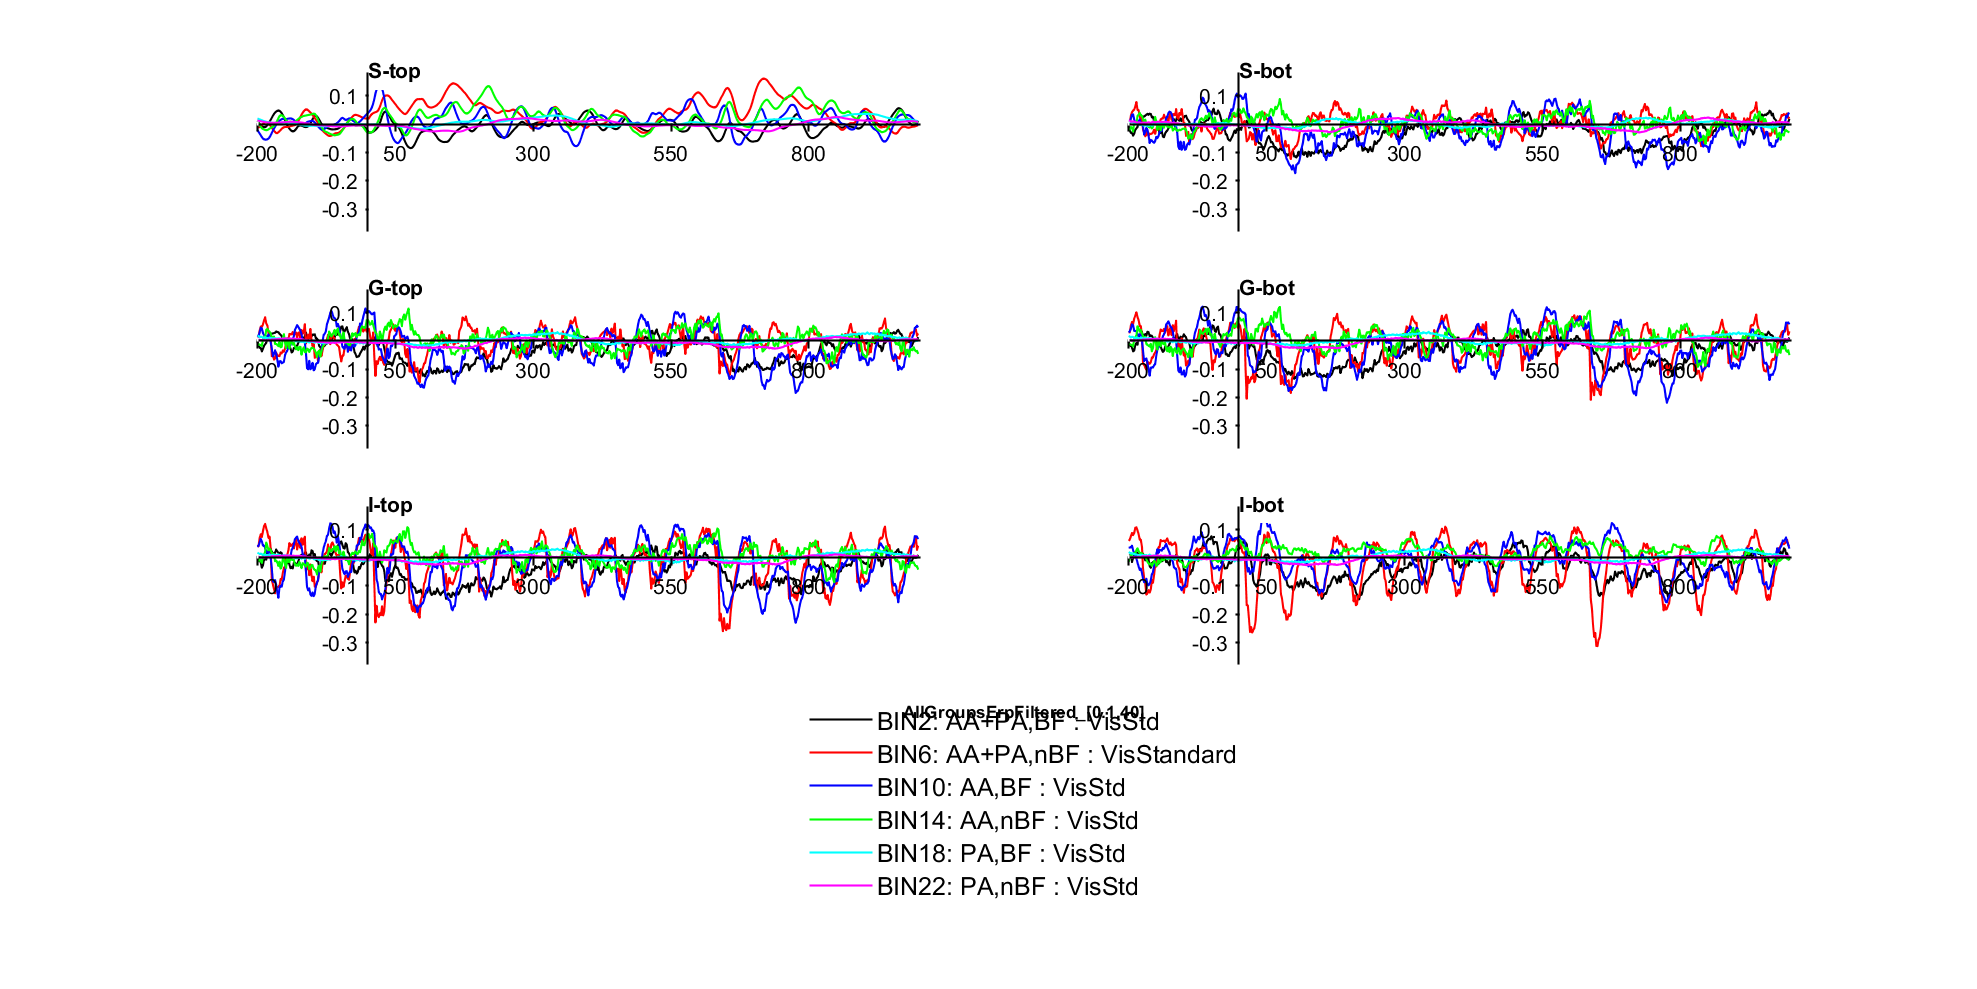 S-top
0.1
-200 -0.1 50 300 550 800
-0.2
-0.3
S-bot
0.1
-200 -0.1 50 300 550 800
-0.2
-0.3
G-top
0.1
-200 -0.1 50 300 550 800
-0.2
-0.3
G-bot
0.1
-200 -0.1 50 300 550 800
-0.2
-0.3
I-top
0.1
-200 -0.1 50 300 550 800
-0.2
-0.3
I-bot
0.1
-200 -0.1 50 300 550 800
-0.2
-0.3
AllGroupsErpFiltered_[0.1,40]
BIN2: AA+PA,BF : VisStd
BIN6: AA+PA,nBF : VisStandard
BIN10: AA,BF : VisStd
BIN14: AA,nBF : VisStd
BIN18: PA,BF : VisStd
BIN22: PA,nBF : VisStd